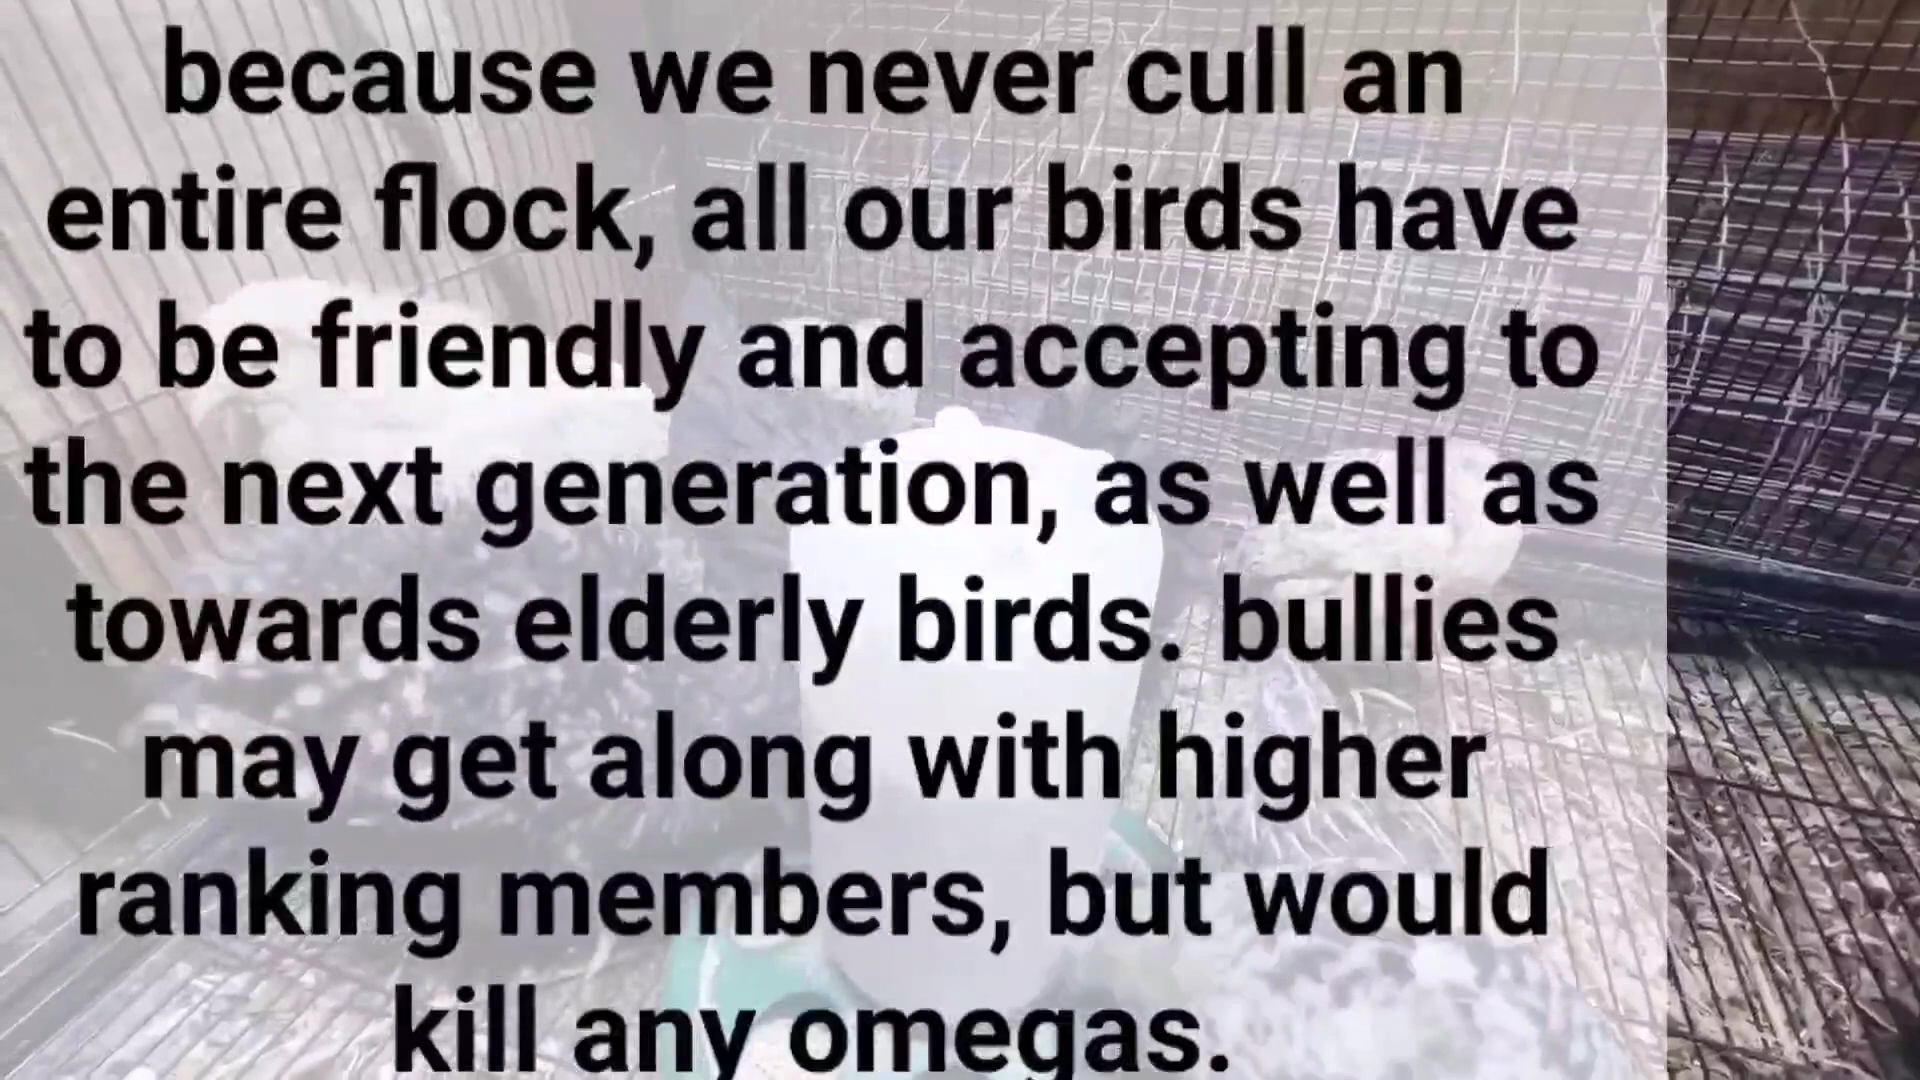 because we never cull an
entire flock, all our birds have
to be friendly and accepting to
the next generation, as well as
towards elderly birds. bullies
may get along with higher
ranking members, but would
kill any omegas.